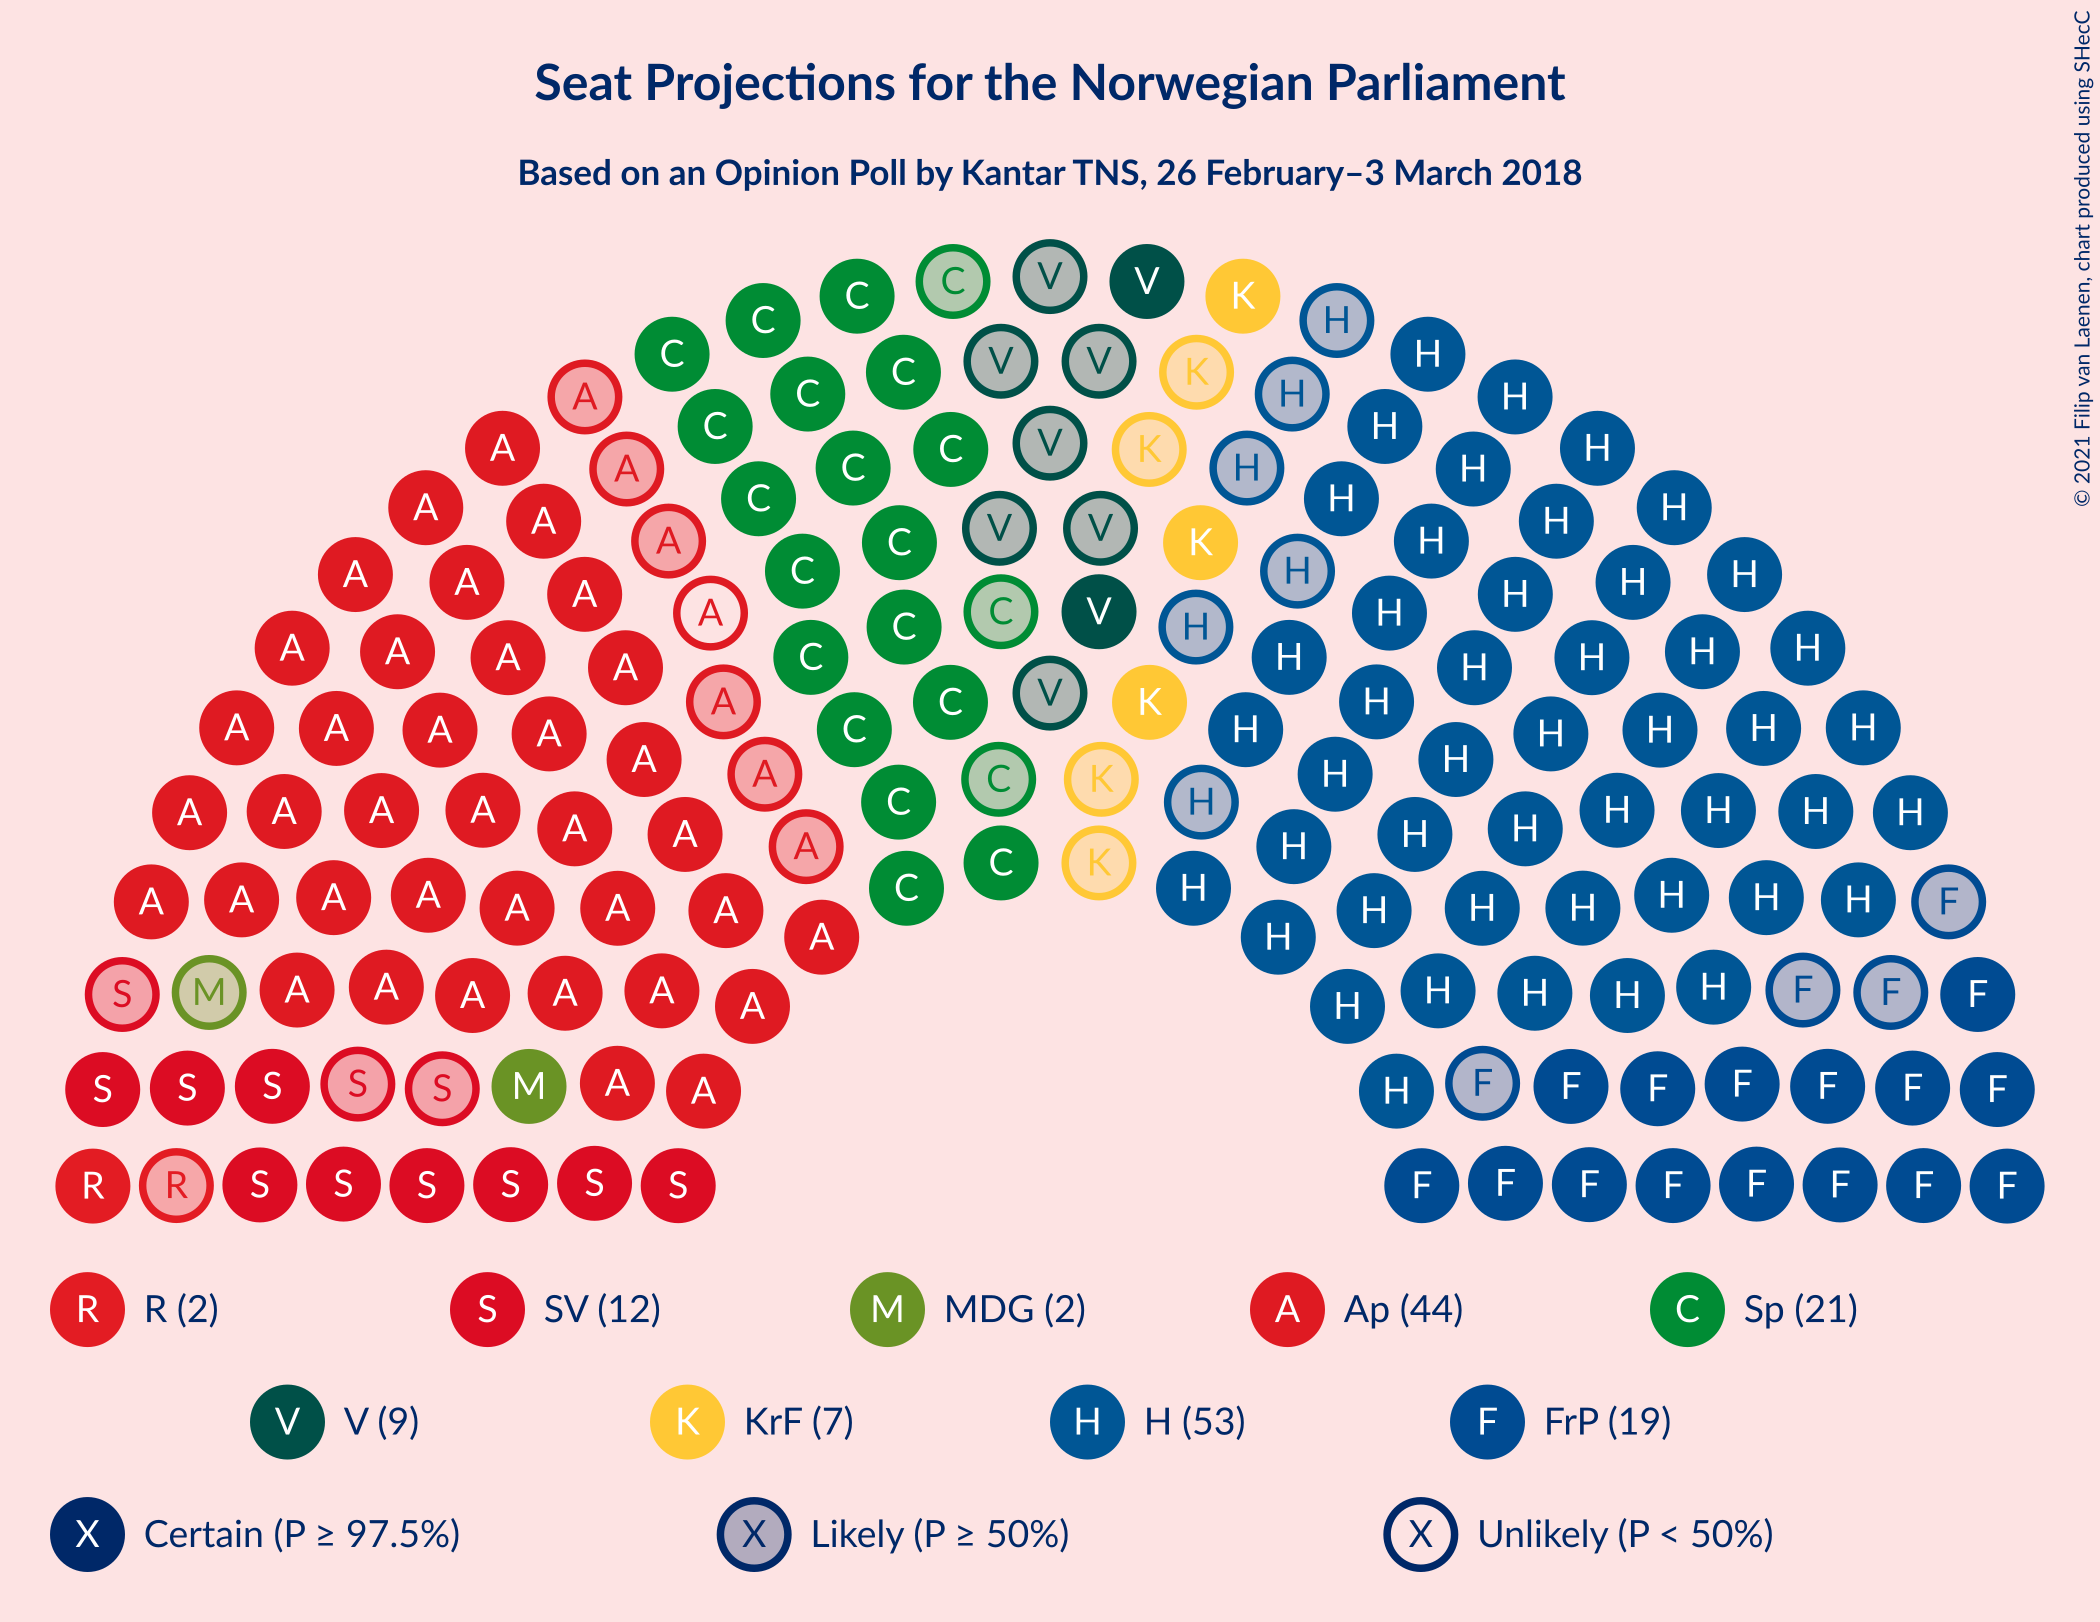 Seat Projections for the Norwegian Parliament
Based on an Opinion Poll by Kantar TNS, 26 February–3 March 2018
© 2021 Filip van Laenen, chart produced using SHecC
C V V K H
C C C H H
A C C C V V K H H H H
A A C C C V K H H H H
A A A C C C V V K H H H H H
A A A A C C C V H H H H H H
A A A A C V K H H H H H
A A A A A A C C K H H H H H H H
A A A A A A A C C K H H H H H H H H
A A A A A A A A H H H H H H H F
S M A A A A A A H H H H H F F F
S S S S S M A A H F F F F F F F
R R S S S S S S F F F F F F F F
R R (2) S SV (12) M MDG (2) A Ap (44) C Sp (21)
V V (9) K KrF (7) H H (53) F FrP (19)
X Certain (P ≥ 97.5%) X Likely (P ≥ 50%) X Unlikely (P < 50%)